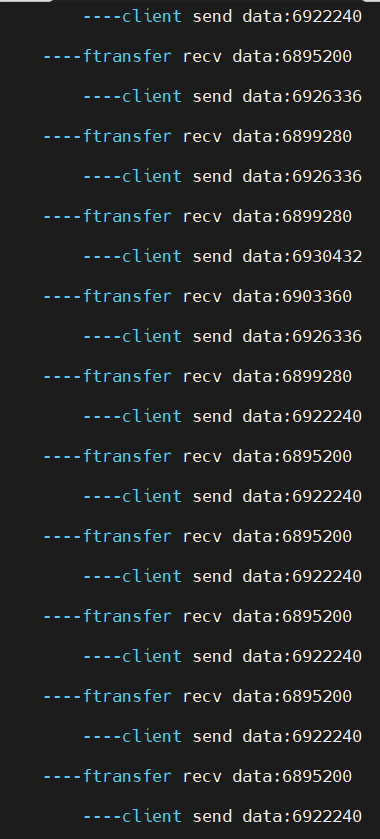 ----client send data:6922240
----ftransfer recv data:6895200
----client send data:6926336
----ftransfer recv data:6899280
----client send data:6926336
----ftransfer recv data:6899280
----client send data:6930432
----ftransfer recv data:6903360
----client send data:6926336
----ftransfer recv data:6899280
----client send data:6922240
----ftransfer recv data:6895200
----client send data:6922240
----ftransfer recv data:6895200
----client send data:6922240
----ftransfer recv data:6895200
----client send data:6922240
----ftransfer recv data:6895200
----client send data:6922240
----ftransfer recv data:6895200
----client send data:6922240